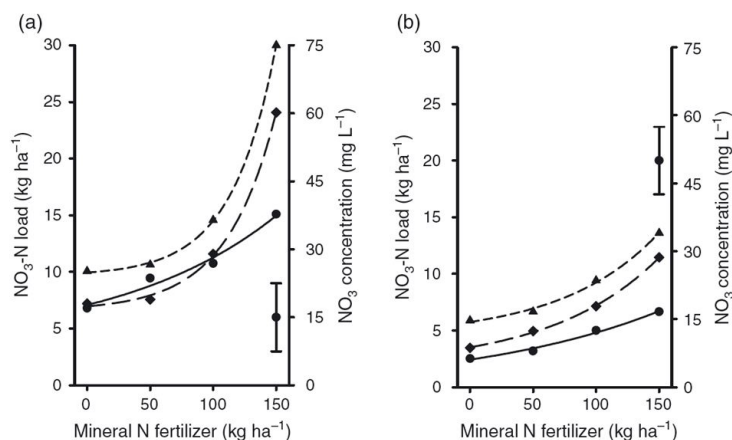 (a)
30
25
20
15
10
5
0
NO₃-N load (kg ha⁻¹)
75
60
45
30
15
0
NO₃ concentration (mg L⁻¹)
0 50 100 150
Mineral N fertilizer (kg ha⁻¹)
(b)
30
25
20
15
10
5
0
NO₃-N load (kg ha⁻¹)
75
60
45
30
15
0
NO₃ concentration (mg L⁻¹)
0 50 100 150
Mineral N fertilizer (kg ha⁻¹)